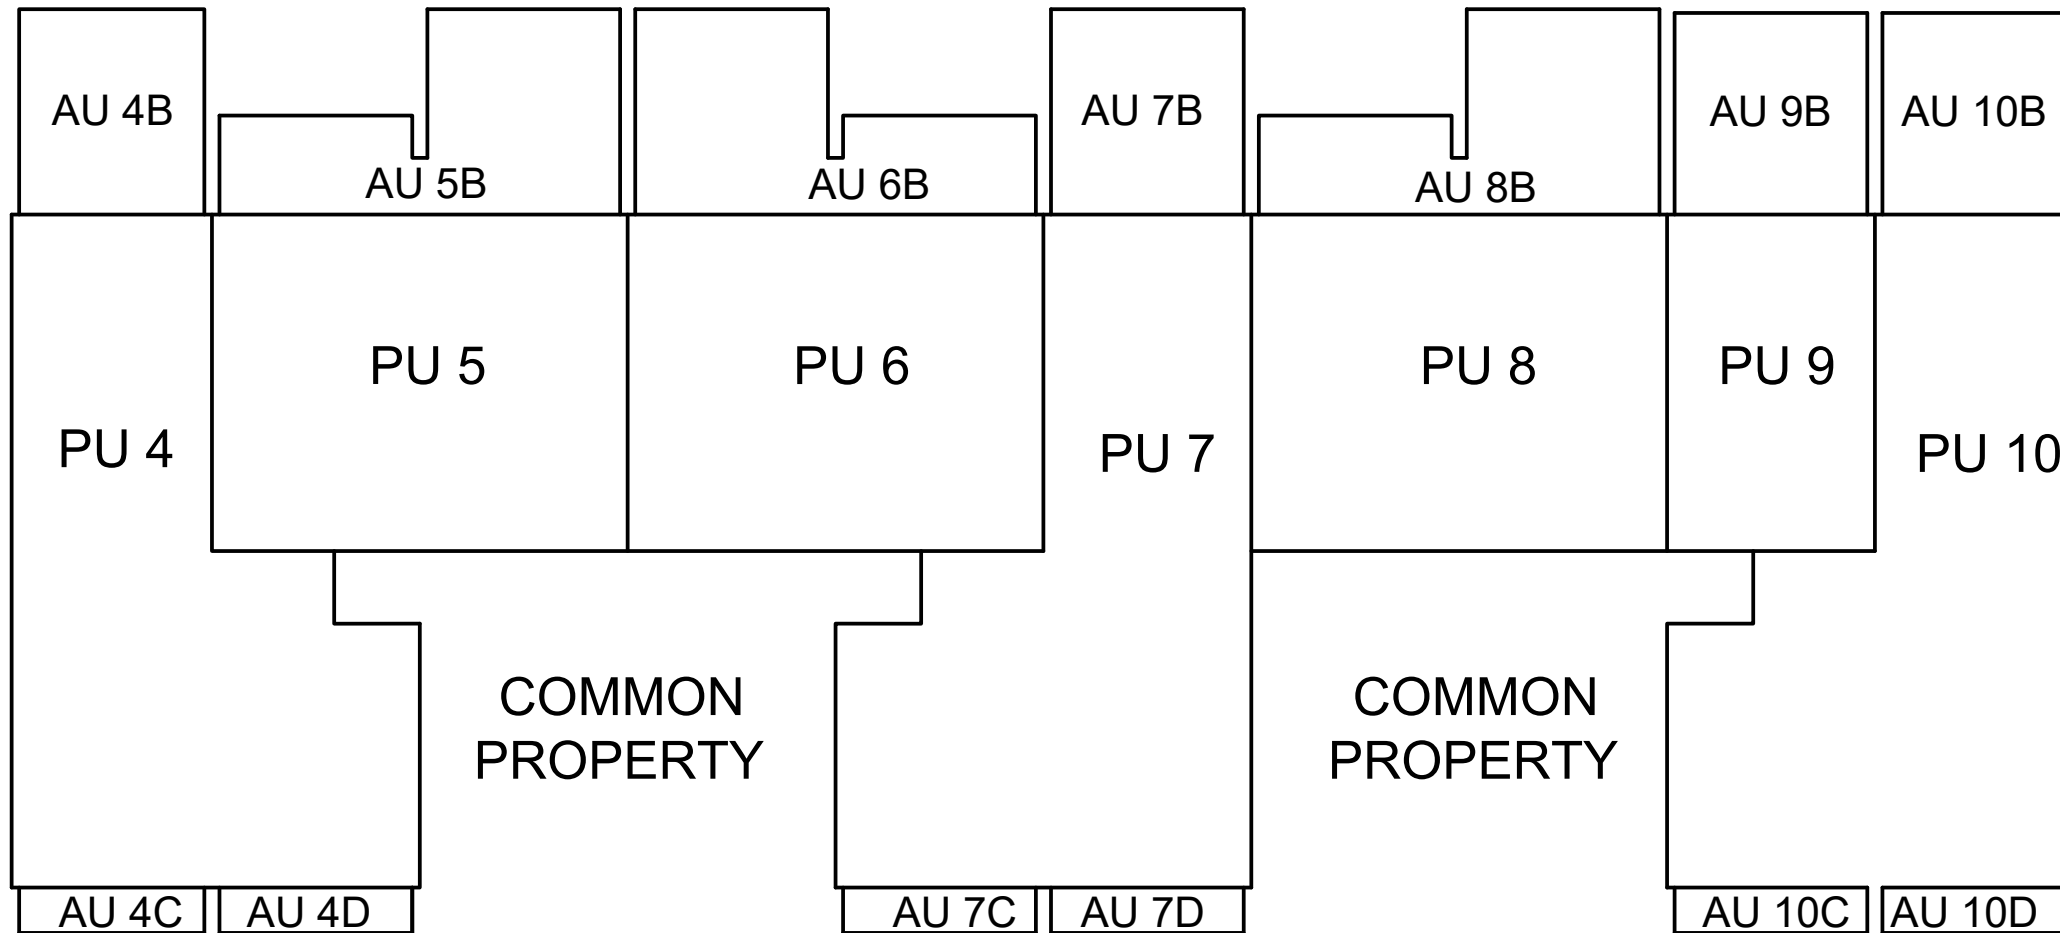 AU 4B
AU 7B
AU 9B
AU 10B
AU 5B
AU 6B
AU 8B
PU 5
PU 6
PU 8
PU 9
PU 4
PU 7
PU 10
COMMON
PROPERTY
COMMON
PROPERTY
AU 4C
AU 4D
AU 7C
AU 7D
AU 10C
AU 10D